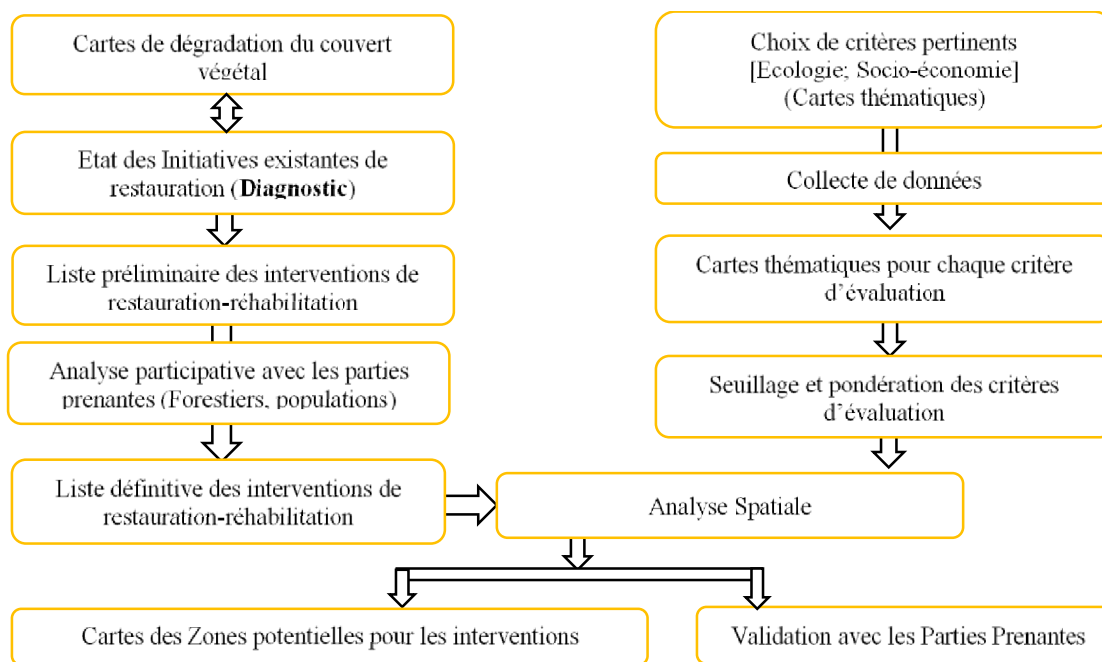 Cartes de dégradation du couvert
végétal
Etat des Initiatives existantes de
restauration (Diagnostic)
Liste préliminaire des interventions de
restauration-réhabilitation
Analyse participative avec les parties
prenantes (Forestiers, populations)
Liste définitive des interventions de
restauration-réhabilitation
Choix de critères pertinents
[Ecologie; Socio-économie]
(Cartes thématiques)
Collecte de données
Cartes thématiques pour chaque critère
d’évaluation
Seuillage et pondération des critères
d’évaluation
Analyse Spatiale
Cartes des Zones potentielles pour les interventions
Validation avec les Parties Prenantes